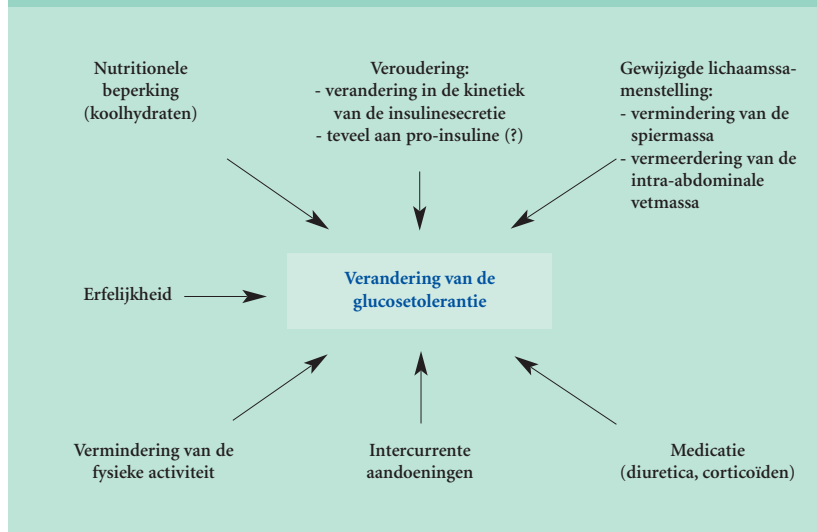 Nutritionele
beperking
(koolhydraten)
Veroudering:
- verandering in de kinetiek
van de insulinesecretie
- teveel aan pro-insuline (?)
Gewijzigde lichaamssa-
menstelling:
- vermindering van de
spiermassa
- vermeerdering van de
intra-abdominale
vetmassa
Erfelijkheid
Verandering van de
glucosetolerantie
Vermindering van de
fysieke activiteit
Intercurrente
aandoeningen
Medicatie
(diuretica, corticoïden)